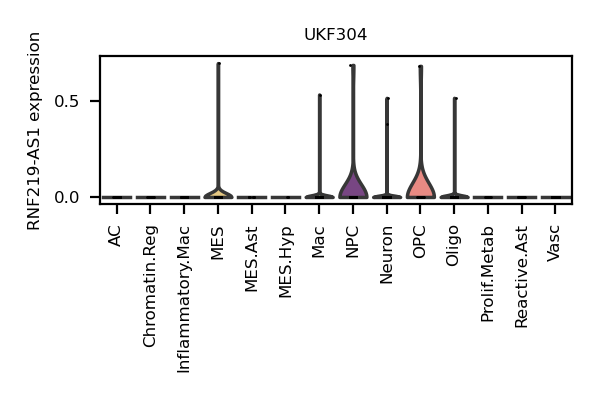 UKF304
RNF219-AS1 expression
0.5
0.0
AC
Chromatin.Reg
Inflammatory.Mac
MES
MES.Ast
MES.Hyp
Mac
NPC
Neuron
OPC
Oligo
Prolif.Metab
Reactive.Ast
Vasc